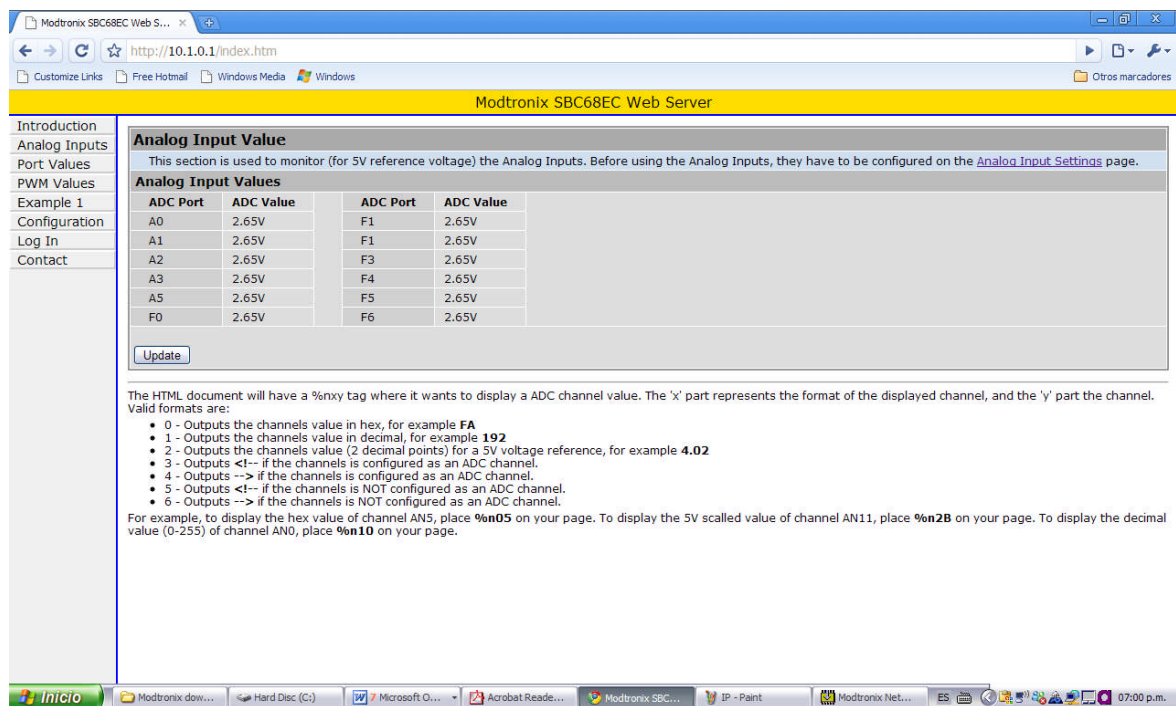 Modtronix SBC68EC Web S...
http://10.1.0.1/index.htm
Customize Links Free Hotmail Windows Media Windows Otros marcadores
Modtronix SBC68EC Web Server
Introduction
Analog Inputs
Port Values
PWM Values
Example 1
Configuration
Log In
Contact
Analog Input Value
This section is used to monitor (for 5V reference voltage) the Analog Inputs. Before using the Analog Inputs, they have to be configured on the Analog Input Settings page.
Analog Input Values
ADC Port ADC Value ADC Port ADC Value
A0 2.65V F1 2.65V
A1 2.65V F1 2.65V
A2 2.65V F3 2.65V
A3 2.65V F4 2.65V
A5 2.65V F5 2.65V
F0 2.65V F6 2.65V
Update
The HTML document will have a %nxy tag where it wants to display a ADC channel value. The 'x' part represents the format of the displayed channel, and the 'y' part the channel.
Valid formats are:
• 0 - Outputs the channels value in hex, for example FA
• 1 - Outputs the channels value in decimal, for example 192
• 2 - Outputs the channels value (2 decimal points) for a 5V voltage reference, for example 4.02
• 3 - Outputs <!-- if the channels is configured as an ADC channel.
• 4 - Outputs --> if the channels is configured as an ADC channel.
• 5 - Outputs <!-- if the channels is NOT configured as an ADC channel.
• 6 - Outputs --> if the channels is NOT configured as an ADC channel.
For example, to display the hex value of channel AN5, place %n05 on your page. To display the 5V scalled value of channel AN11, place %n2B on your page. To display the decimal
value (0-255) of channel AN0, place %n10 on your page.
Inicio Modtronix dow... Hard Disc (C:) 7 Microsoft O... Acrobat Reade... Modtronix SBC... IP - Paint Modtronix Net... ES 07:00 p.m.